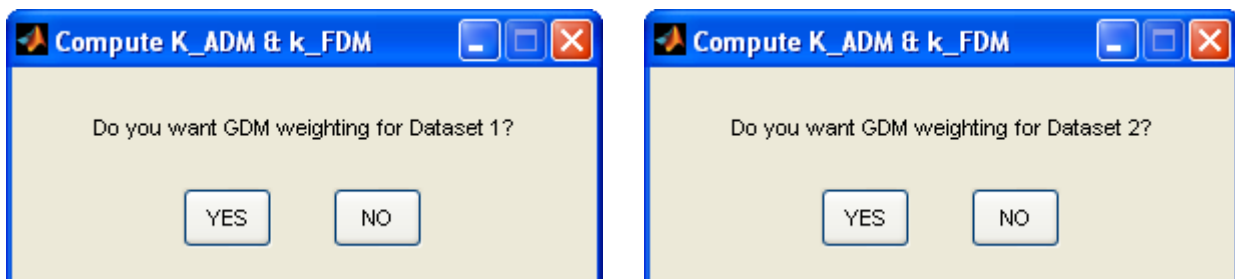 Compute K_ADM & k_FDM
Do you want GDM weighting for Dataset 1?
YES NO
Compute K_ADM & k_FDM
Do you want GDM weighting for Dataset 2?
YES NO